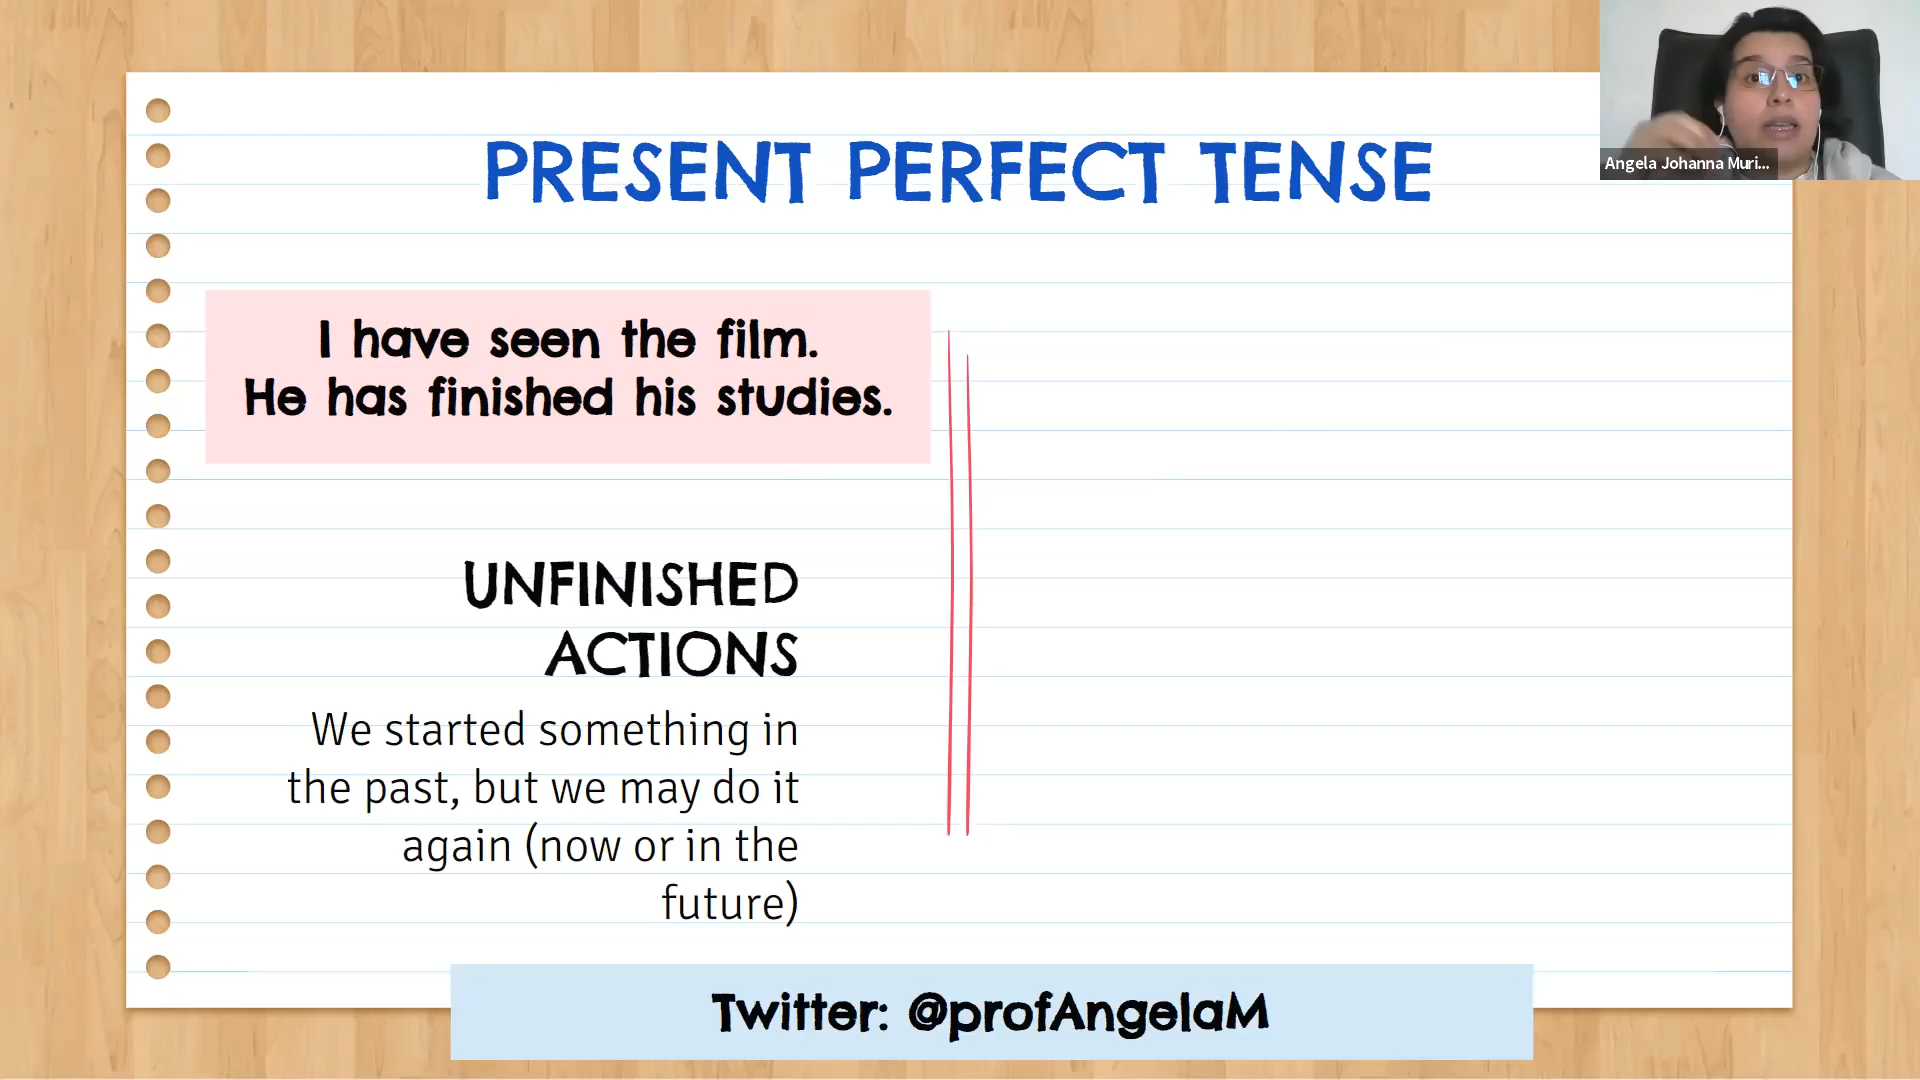 Angela Johanna Muri...
PRESENT PERFECT TENSE
I have seen the film.
He has finished his studies.
UNFINISHED
ACTIONS
We started something in
the past, but we may do it
again (now or in the
future)
Twitter: @profAngelaM